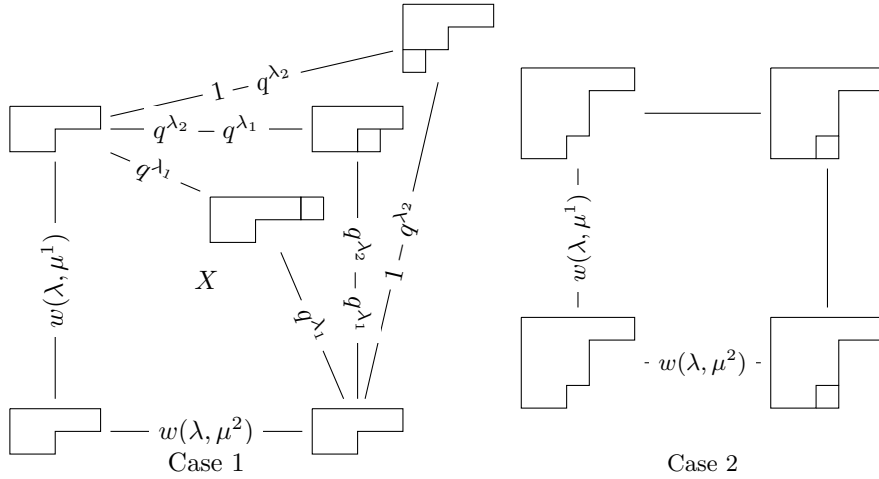 1 − q^{λ_2}
q^{λ_2} − q^{λ_1}
q^{λ_1}
w(λ, μ^1)
X
q^{λ_1}
q^{λ_2} − q^{λ_1}
1 − q^{λ_2}
w(λ, μ^2)
Case 1
w(λ, μ^1)
w(λ, μ^2)
Case 2